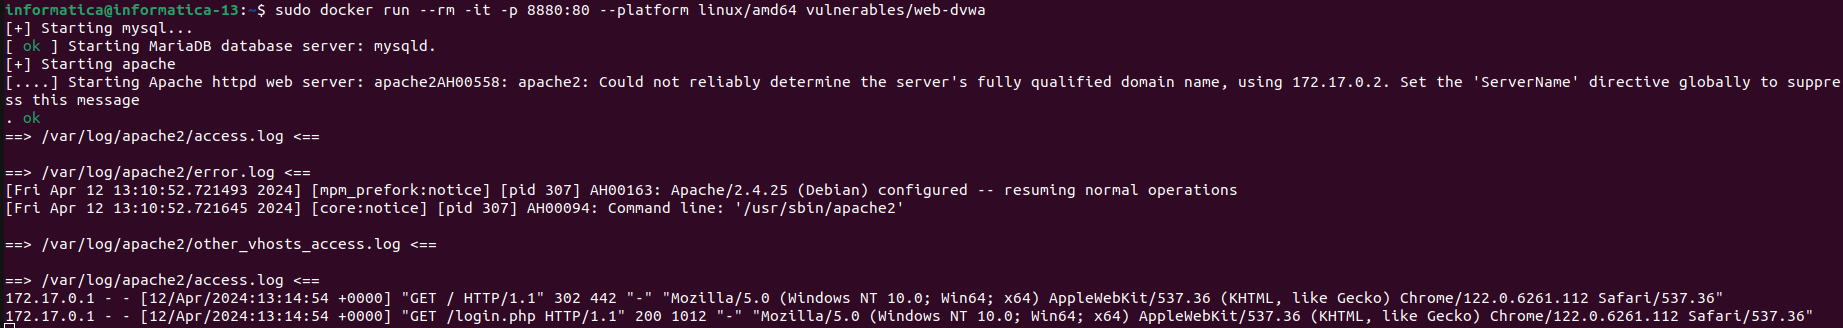 informatica@informatica-13:~$ sudo docker run --rm -it -p 8880:80 --platform linux/amd64 vulnerables/web-dvwa
[+] Starting mysql...
[ ok ] Starting MariaDB database server: mysqld.
[+] Starting apache
[....] Starting Apache httpd web server: apache2AH00558: apache2: Could not reliably determine the server's fully qualified domain name, using 172.17.0.2. Set the 'ServerName' directive globally to suppre
ss this message
. ok
==> /var/log/apache2/access.log <==
==> /var/log/apache2/error.log <==
[Fri Apr 12 13:10:52.721493 2024] [mpm_prefork:notice] [pid 307] AH00163: Apache/2.4.25 (Debian) configured -- resuming normal operations
[Fri Apr 12 13:10:52.721645 2024] [core:notice] [pid 307] AH00094: Command line: '/usr/sbin/apache2'
==> /var/log/apache2/other_vhosts_access.log <==
==> /var/log/apache2/access.log <==
172.17.0.1 - - [12/Apr/2024:13:14:54 +0000] "GET / HTTP/1.1" 302 442 "-" "Mozilla/5.0 (Windows NT 10.0; Win64; x64) AppleWebKit/537.36 (KHTML, like Gecko) Chrome/122.0.6261.112 Safari/537.36"
172.17.0.1 - - [12/Apr/2024:13:14:54 +0000] "GET /login.php HTTP/1.1" 200 1012 "-" "Mozilla/5.0 (Windows NT 10.0; Win64; x64) AppleWebKit/537.36 (KHTML, like Gecko) Chrome/122.0.6261.112 Safari/537.36"